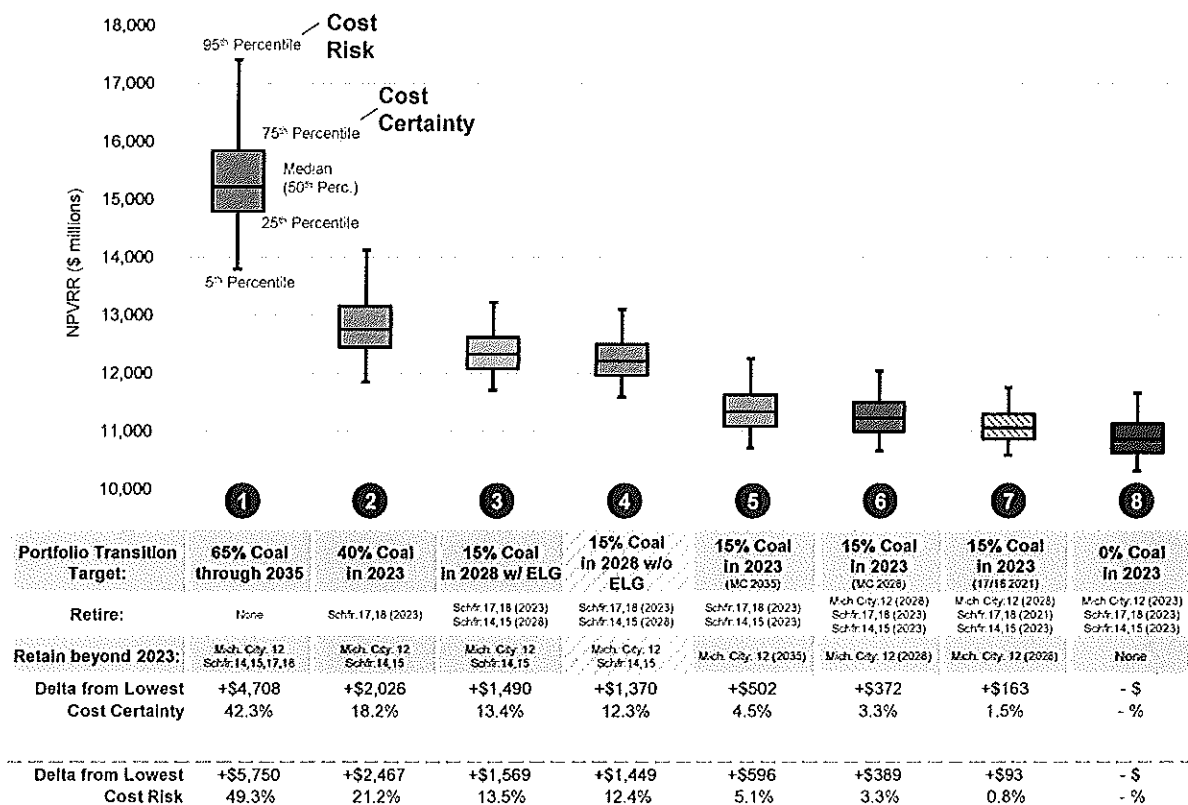 18,000
95th Percentile
Cost
Risk
17,000
Cost
Certainty
75th Percentile
16,000
Median
(50th Perc.)
15,000
25th Percentile
14,000
5th Percentile
NPVRR ($ millions)
13,000
12,000
11,000
10,000
1 2 3 4 5 6 7 8
Portfolio Transition Target:
65% Coal through 2035
40% Coal in 2023
15% Coal in 2028 w/ ELG
15% Coal in 2028 w/o ELG
15% Coal in 2023 (MC 2035)
15% Coal in 2023 (MC 2028)
15% Coal in 2023 (17/18 2021)
0% Coal in 2023
Retire:
None
Schfr.17,18 (2023)
Schfr.17,18 (2023)
Schfr.14,15 (2028)
Schfr.17,18 (2023)
Schfr.14,15 (2028)
Schfr.17,18 (2023)
Schfr.14,15 (2023)
Mich City.12 (2028)
Schfr.17,18 (2023)
Schfr.14,15 (2023)
Mich City.12 (2028)
Schfr.17,18 (2021)
Schfr.14,15 (2023)
Mich City.12 (2023)
Schfr.17,18 (2023)
Schfr.14,15 (2023)
Retain beyond 2023:
Mich. City. 12
Schfr.14,15,17,18
Mich. City. 12
Schfr.14,15
Mich. City. 12
Schfr.14,15
Mich. City. 12
Schfr.14,15
Mich. City. 12 (2035)
Mich. City. 12 (2028)
Mich. City. 12 (2028)
None
Delta from Lowest +$4,708 +$2,026 +$1,490 +$1,370 +$502 +$372 +$163 - $
Cost Certainty 42.3% 18.2% 13.4% 12.3% 4.5% 3.3% 1.5% - %
Delta from Lowest +$5,750 +$2,467 +$1,569 +$1,449 +$596 +$389 +$93 - $
Cost Risk 49.3% 21.2% 13.5% 12.4% 5.1% 3.3% 0.8% - %